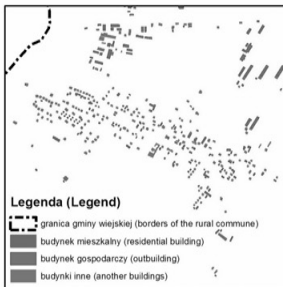 Legenda (Legend)
granica gminy wiejskiej (borders of the rural commune)
budynek mieszkalny (residential building)
budynek gospodarczy (outbuilding)
budynki inne (another buildings)